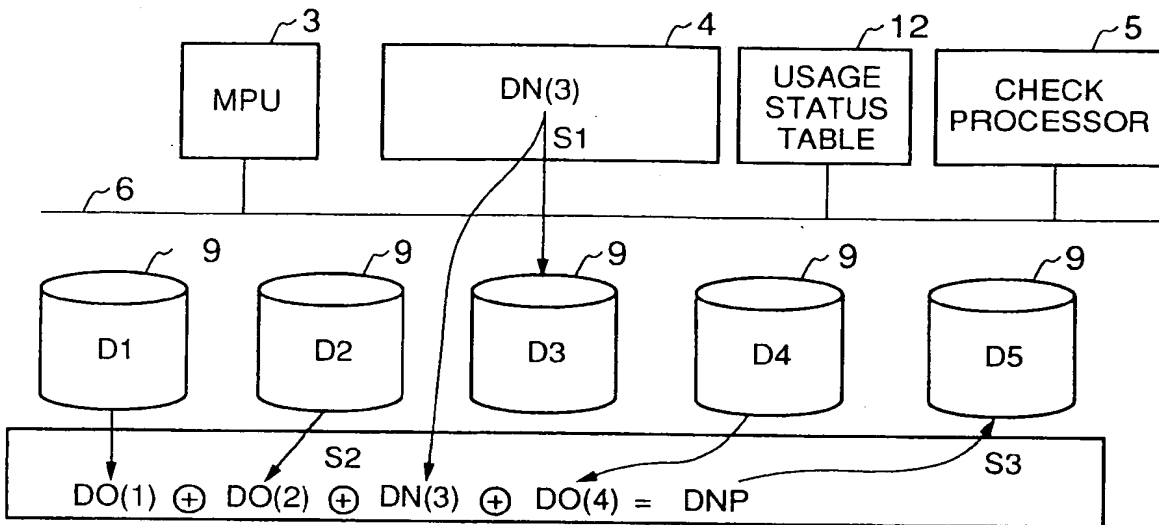 3
4
12
5
MPU
DN(3)
S1
USAGE
STATUS
TABLE
CHECK
PROCESSOR
6
9
9
9
9
9
D1
D2
D3
D4
D5
S2
S3
DO(1) ⊕ DO(2) ⊕ DN(3) ⊕ DO(4) = DNP